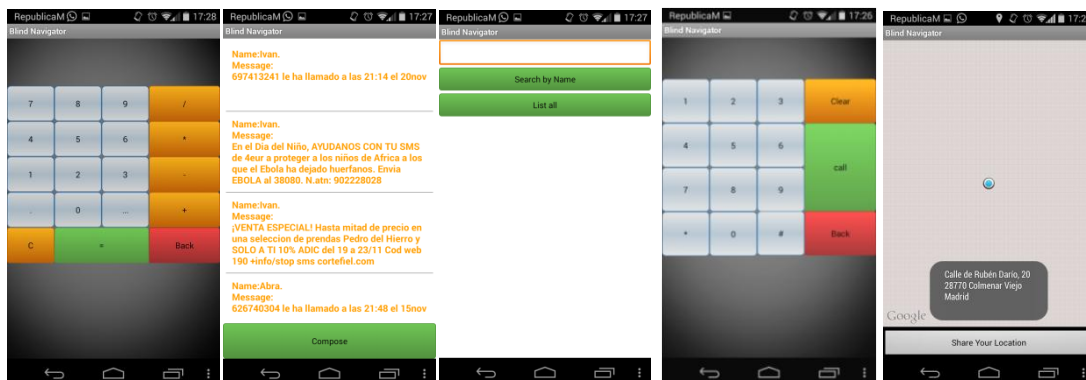 RepublicaM 17:28
Blind Navigator
7 8 9 /
4 5 6 *
1 2 3 -
. 0 ... +
C = Back
RepublicaM 17:27
Blind Navigator
Name:Ivan.
Message:
697413241 le ha llamado a las 21:14 el 20nov
Name:Ivan.
Message:
En el Dia del Niño, AYUDANOS CON TU SMS
de 4eur a proteger a los niños de Africa a los
que el Ebola ha dejado huerfanos. Envia
EBOLA al 38080. N.atn: 902228028
Name:Ivan.
Message:
¡VENTA ESPECIAL! Hasta mitad de precio en
una seleccion de prendas Pedro del Hierro y
SOLO A TI 10% ADIC del 19 a 23/11 Cod web
190 +info/stop sms cortefiel.com
Name:Abra.
Message:
626740304 le ha llamado a las 21:48 el 15nov
Compose
RepublicaM 17:27
Blind Navigator
Search by Name
List all
RepublicaM 17:26
Blind Navigator
1 2 3 Clear
4 5 6 call
7 8 9
* 0 # Back
RepublicaM
Blind Navigator
Calle de Rubén Darío, 20
28770 Colmenar Viejo
Madrid
Google
Share Your Location